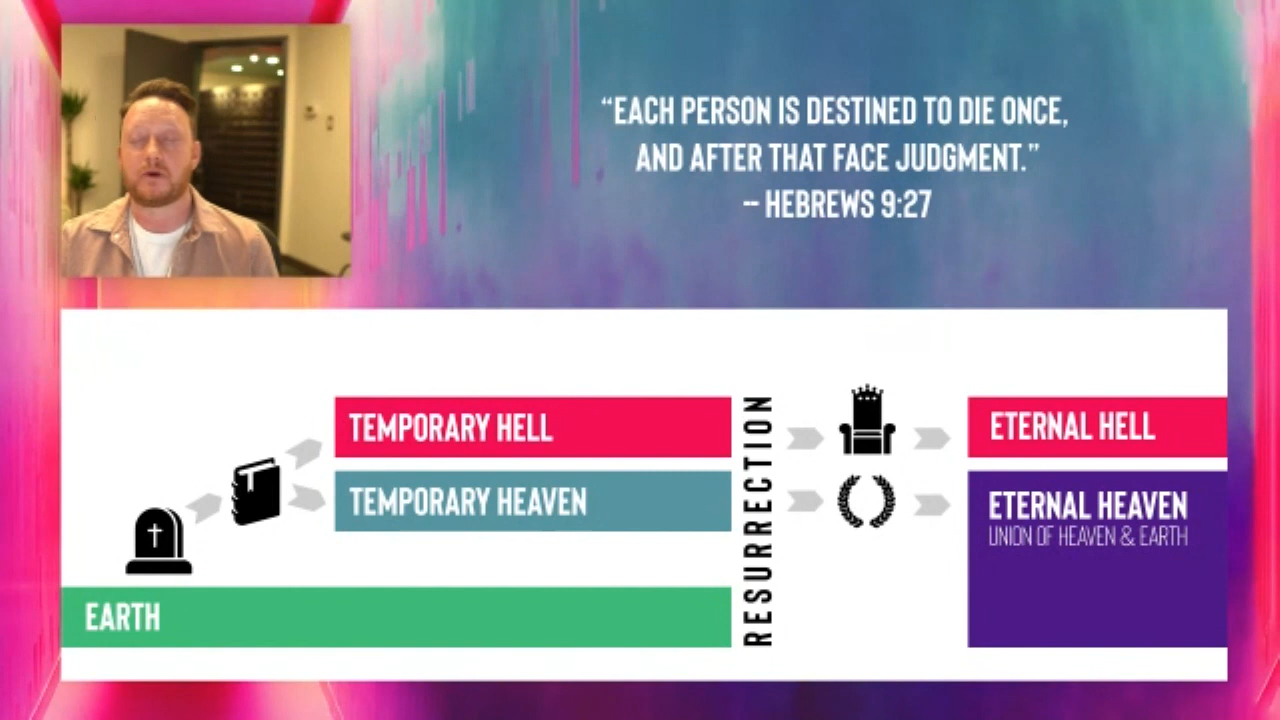 “EACH PERSON IS DESTINED TO DIE ONCE,
AND AFTER THAT FACE JUDGMENT.”
-- HEBREWS 9:27
TEMPORARY HELL
TEMPORARY HEAVEN
EARTH
RESURRECTION
ETERNAL HELL
ETERNAL HEAVEN
UNION OF HEAVEN & EARTH